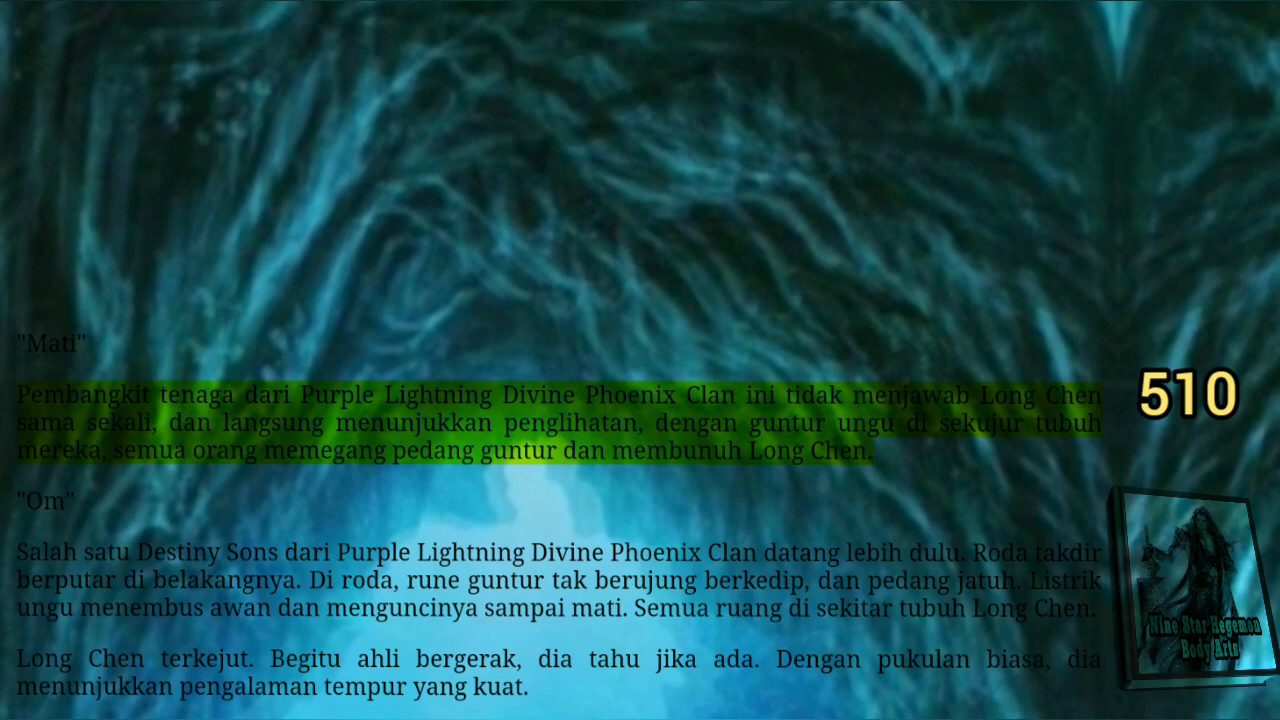 "Mati"
Pembangkit tenaga dari Purple Lightning Divine Phoenix Clan ini tidak menjawab Long Chen
sama sekali, dan langsung menunjukkan penglihatan, dengan guntur ungu di sekujur tubuh
mereka, semua orang memegang pedang guntur dan membunuh Long Chen.
510
"Om"
Salah satu Destiny Sons dari Purple Lightning Divine Phoenix Clan datang lebih dulu. Roda takdir
berputar di belakangnya. Di roda, rune guntur tak berujung berkedip, dan pedang jatuh. Listrik
ungu menembus awan dan menguncinya sampai mati. Semua ruang di sekitar tubuh Long Chen.
Long Chen terkejut. Begitu ahli bergerak, dia tahu jika ada. Dengan pukulan biasa, dia
menunjukkan pengalaman tempur yang kuat.
Nine Star Hegemon
Body Arts